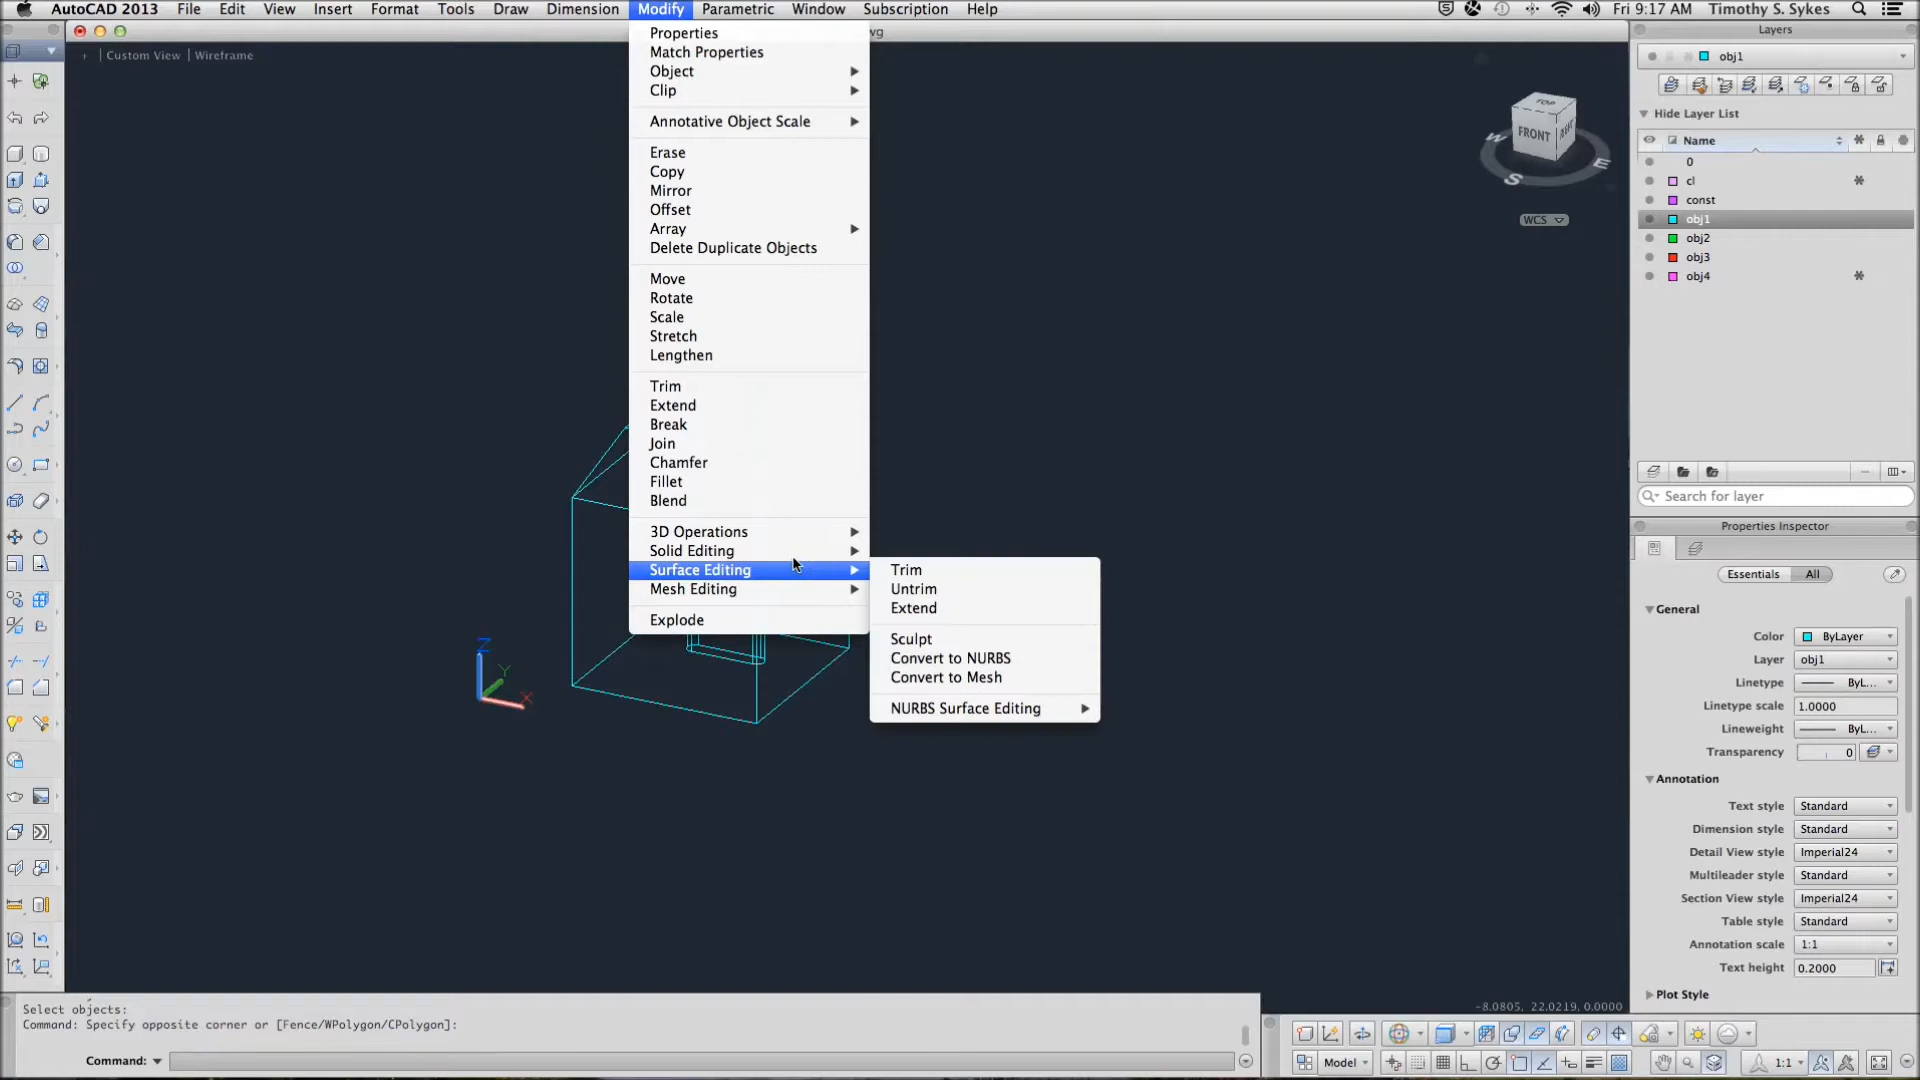 AutoCAD 2013 File Edit View Insert Format Tools Draw Dimension Modify Parametric Window Subscription Help Fri 9:17 AM Timothy S. Sykes
wg
+ | Custom View | Wireframe
Properties
Match Properties
Object
Clip
Annotative Object Scale
Erase
Copy
Mirror
Offset
Array
Delete Duplicate Objects
Move
Rotate
Scale
Stretch
Lengthen
Trim
Extend
Break
Join
Chamfer
Fillet
Blend
3D Operations
Solid Editing
Surface Editing
Mesh Editing
Explode
Trim
Untrim
Extend
Sculpt
Convert to NURBS
Convert to Mesh
NURBS Surface Editing
Z
Y
X
TOP
FRONT
W
S
E
WCS
Layers
obj1
Hide Layer List
Name
0
cl
const
obj1
obj2
obj3
obj4
Search for layer
Properties Inspector
Essentials All
General
Color ByLayer
Layer obj1
Linetype ByL...
Linetype scale 1.0000
Lineweight ByL...
Transparency 0
Annotation
Text style Standard
Dimension style Standard
Detail View style Imperial24
Multileader style Standard
Section View style Imperial24
Table style Standard
Annotation scale 1:1
Text height 0.2000
Plot Style
Select objects:
Command: Specify opposite corner or [Fence/WPolygon/CPolygon]:
Command:
-8.0805, 22.0219, 0.0000
Model
1:1